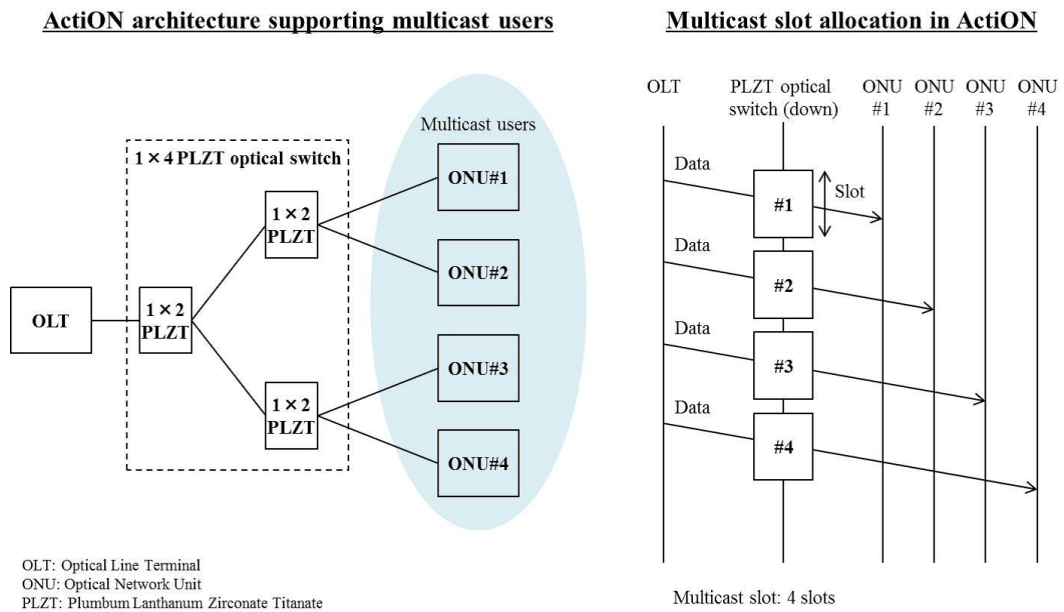 ActiON architecture supporting multicast users
Multicast users
1×4 PLZT optical switch
ONU#1
1×2
PLZT
ONU#2
OLT
1×2
PLZT
ONU#3
1×2
PLZT
ONU#4
OLT: Optical Line Terminal
ONU: Optical Network Unit
PLZT: Plumbum Lanthanum Zirconate Titanate
Multicast slot allocation in ActiON
OLT
PLZT optical
switch (down)
ONU
#1
ONU
#2
ONU
#3
ONU
#4
Data
#1
Slot
Data
#2
Data
#3
Data
#4
Multicast slot: 4 slots